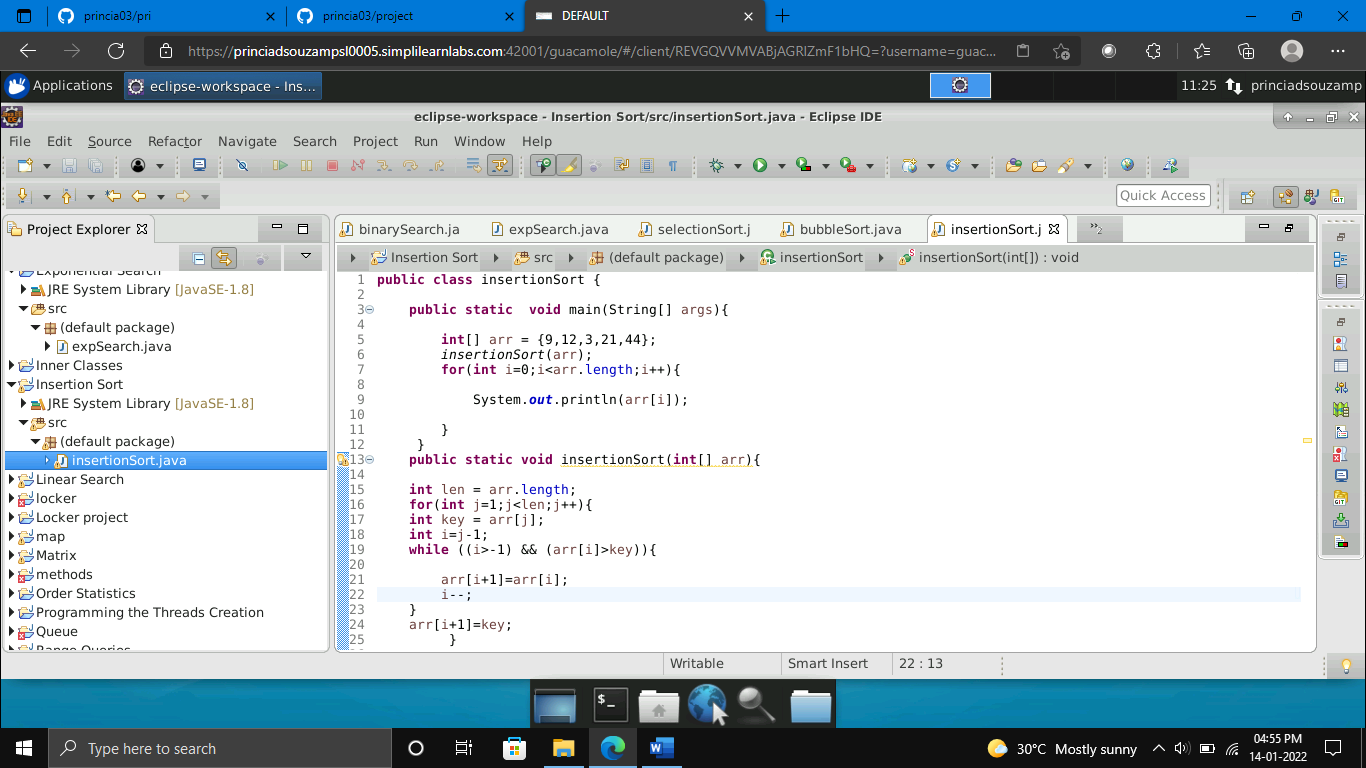 princia03/pri
princia03/project
DEFAULT
https://princiadsouzampsl0005.simplilearnlabs.com:42001/guacamole/#/client/REVGQVVMVABjAGRlZmF1bHQ=?username=guac...
Applications
eclipse-workspace - Ins...
11:25
princiadsouzamp
eclipse-workspace - Insertion Sort/src/insertionSort.java - Eclipse IDE
File Edit Source Refactor Navigate Search Project Run Window Help
Quick Access
Project Explorer
binarySearch.ja
expSearch.java
selectionSort.j
bubbleSort.java
insertionSort.j
»2
Insertion Sort
src
(default package)
insertionSort
insertionSort(int[]) : void
Exponential Search
JRE System Library [JavaSE-1.8]
src
(default package)
expSearch.java
Inner Classes
Insertion Sort
JRE System Library [JavaSE-1.8]
src
(default package)
insertionSort.java
Linear Search
locker
Locker project
map
Matrix
methods
Order Statistics
Programming the Threads Creation
Queue
Range Queries
1 public class insertionSort {
2
3 public static  void main(String[] args){
4
5 int[] arr = {9,12,3,21,44};
6 insertionSort(arr);
7 for(int i=0;i<arr.length;i++){
8
9 System.out.println(arr[i]);
10
11 }
12 }
13 public static void insertionSort(int[] arr){
14
15 int len = arr.length;
16 for(int j=1;j<len;j++){
17 int key = arr[j];
18 int i=j-1;
19 while ((i>-1) && (arr[i]>key)){
20
21 arr[i+1]=arr[i];
22 i--;
23 }
24 arr[i+1]=key;
25 }
Writable
Smart Insert
22 : 13
Type here to search
30°C Mostly sunny
04:55 PM
14-01-2022